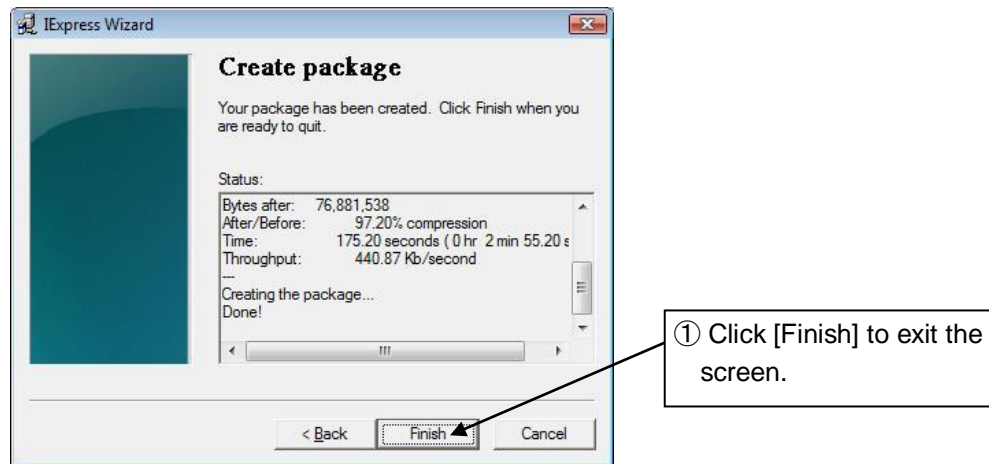 IExpress Wizard
Create package
Your package has been created. Click Finish when you
are ready to quit.
Status:
Bytes after: 76,881,538
After/Before: 97.20% compression
Time: 175.20 seconds ( 0 hr 2 min 55.20 s
Throughput: 440.87 Kb/second
---
Creating the package...
Done!
< Back Finish Cancel
① Click [Finish] to exit the
screen.